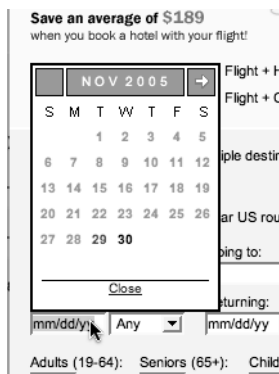 Save an average of $189
when you book a hotel with your flight!
Flight + H
NOV 2005 →
Flight + C
S M T W T F S
1 2 3 4 5
6 7 8 9 10 11 12
iple destin
13 14 15 16 17 18 19
20 21 22 23 24 25 26
ar US rou
27 28 29 30
oing to:
Close
eturning:
mm/dd/yy Any mm/dd/yy
Adults (19-64): Seniors (65+): Child